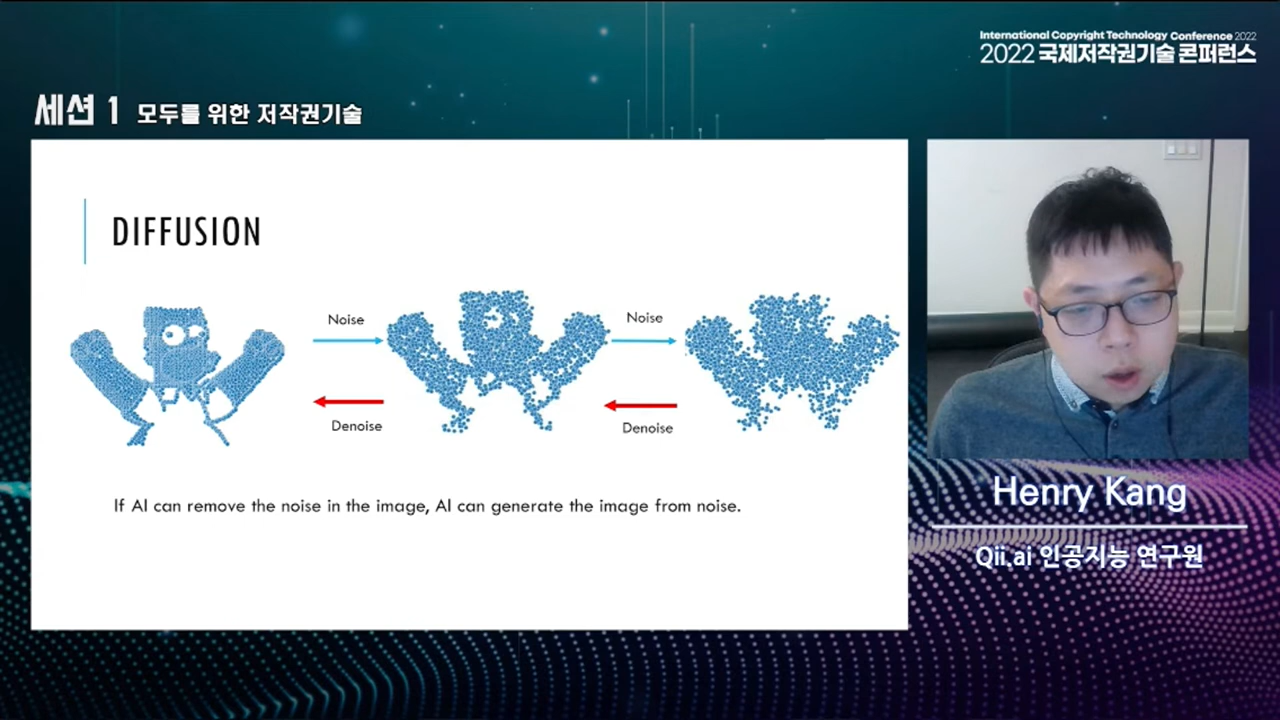 International Copyright Technology Conference 2022
2022 국제저작권기술 콘퍼런스
세션 1 모두를 위한 저작권기술
DIFFUSION
Noise
Noise
Denoise
Denoise
If AI can remove the noise in the image, AI can generate the image from noise.
Henry Kang
Qii.ai 인공지능 연구원